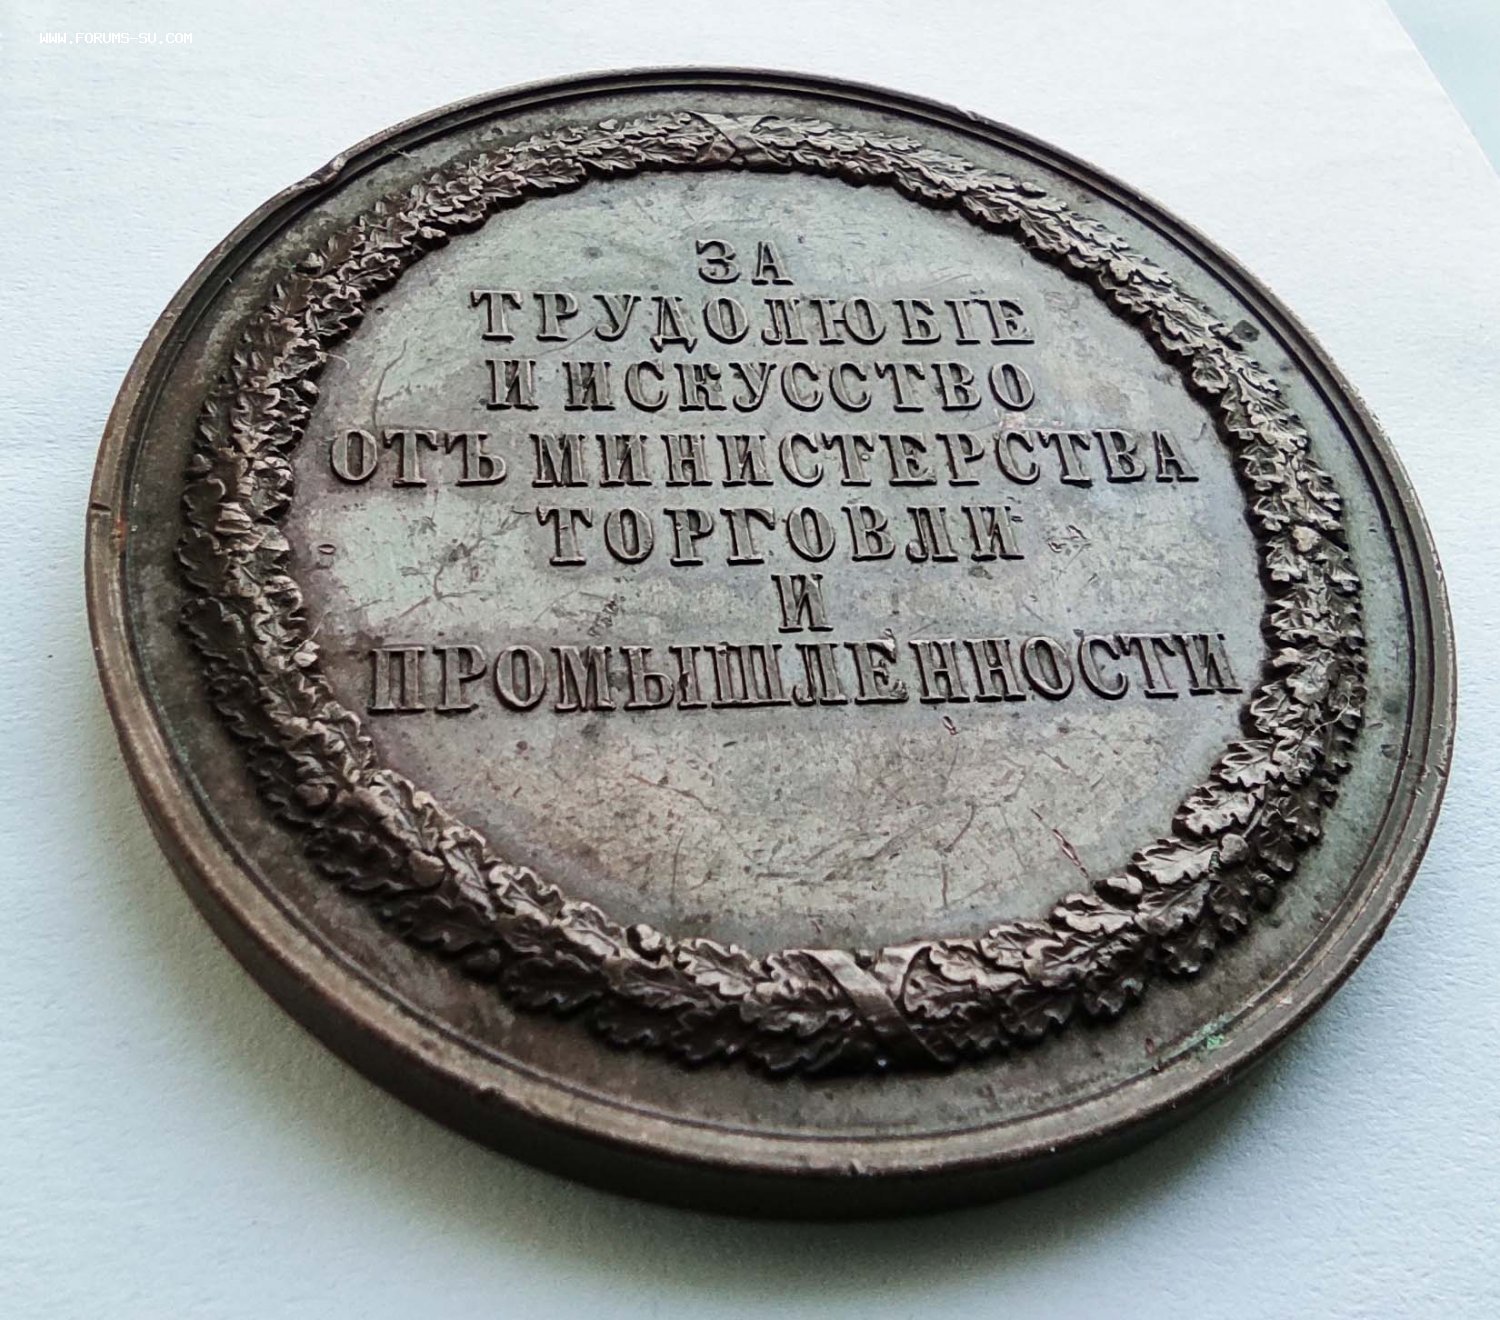 WWW.FORUMS-SU.COM
ЗА
ТРУДОЛЮБІЕ
И ИСКУССТВО
ОТЪ МИНИСТЕРСТВА
ТОРГОВЛИ
И
ПРОМЫШЛЕННОСТИ